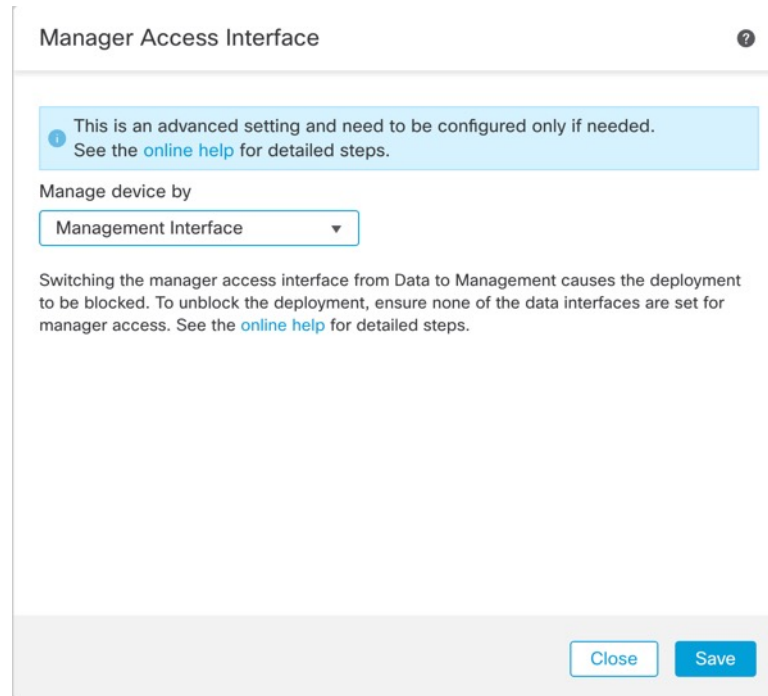 Manager Access Interface
?
This is an advanced setting and need to be configured only if needed.
See the online help for detailed steps.
Manage device by
Management Interface
Switching the manager access interface from Data to Management causes the deployment
to be blocked. To unblock the deployment, ensure none of the data interfaces are set for
manager access. See the online help for detailed steps.
Close
Save